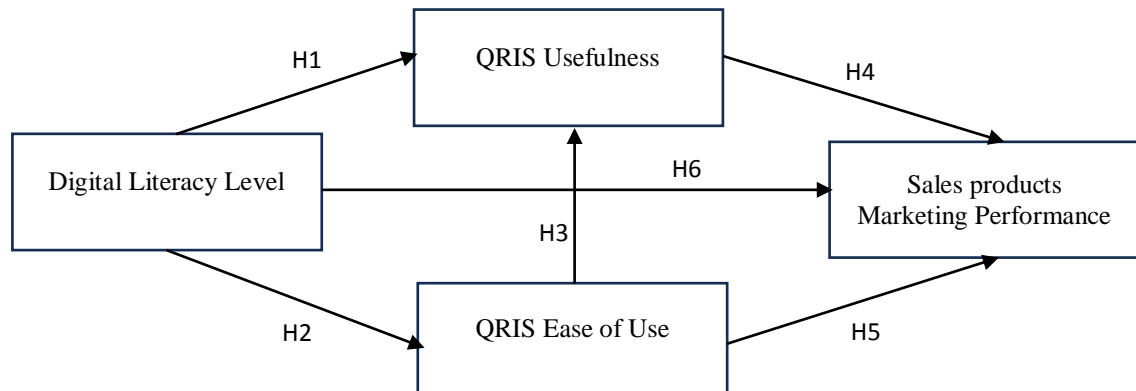 QRIS Usefulness
H1
H4
Digital Literacy Level
H6
Sales products
Marketing Performance
H3
H2
QRIS Ease of Use
H5